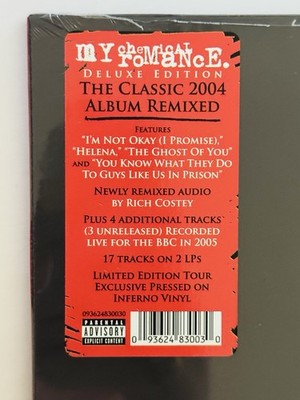 my chemical
romance.
Deluxe Edition
The Classic 2004
Album Remixed
Features
"I'm Not Okay (I Promise),"
"Helena," "The Ghost Of You"
and "You Know What They Do
To Guys Like Us In Prison"
Newly remixed audio
by Rich Costey
Plus 4 additional tracks
(3 unreleased) Recorded
live for the BBC in 2005
17 tracks on 2 LPs
Limited Edition Tour
Exclusive Pressed on
Inferno Vinyl
093624830030
PARENTAL
ADVISORY
EXPLICIT CONTENT
0 93624 83003 0